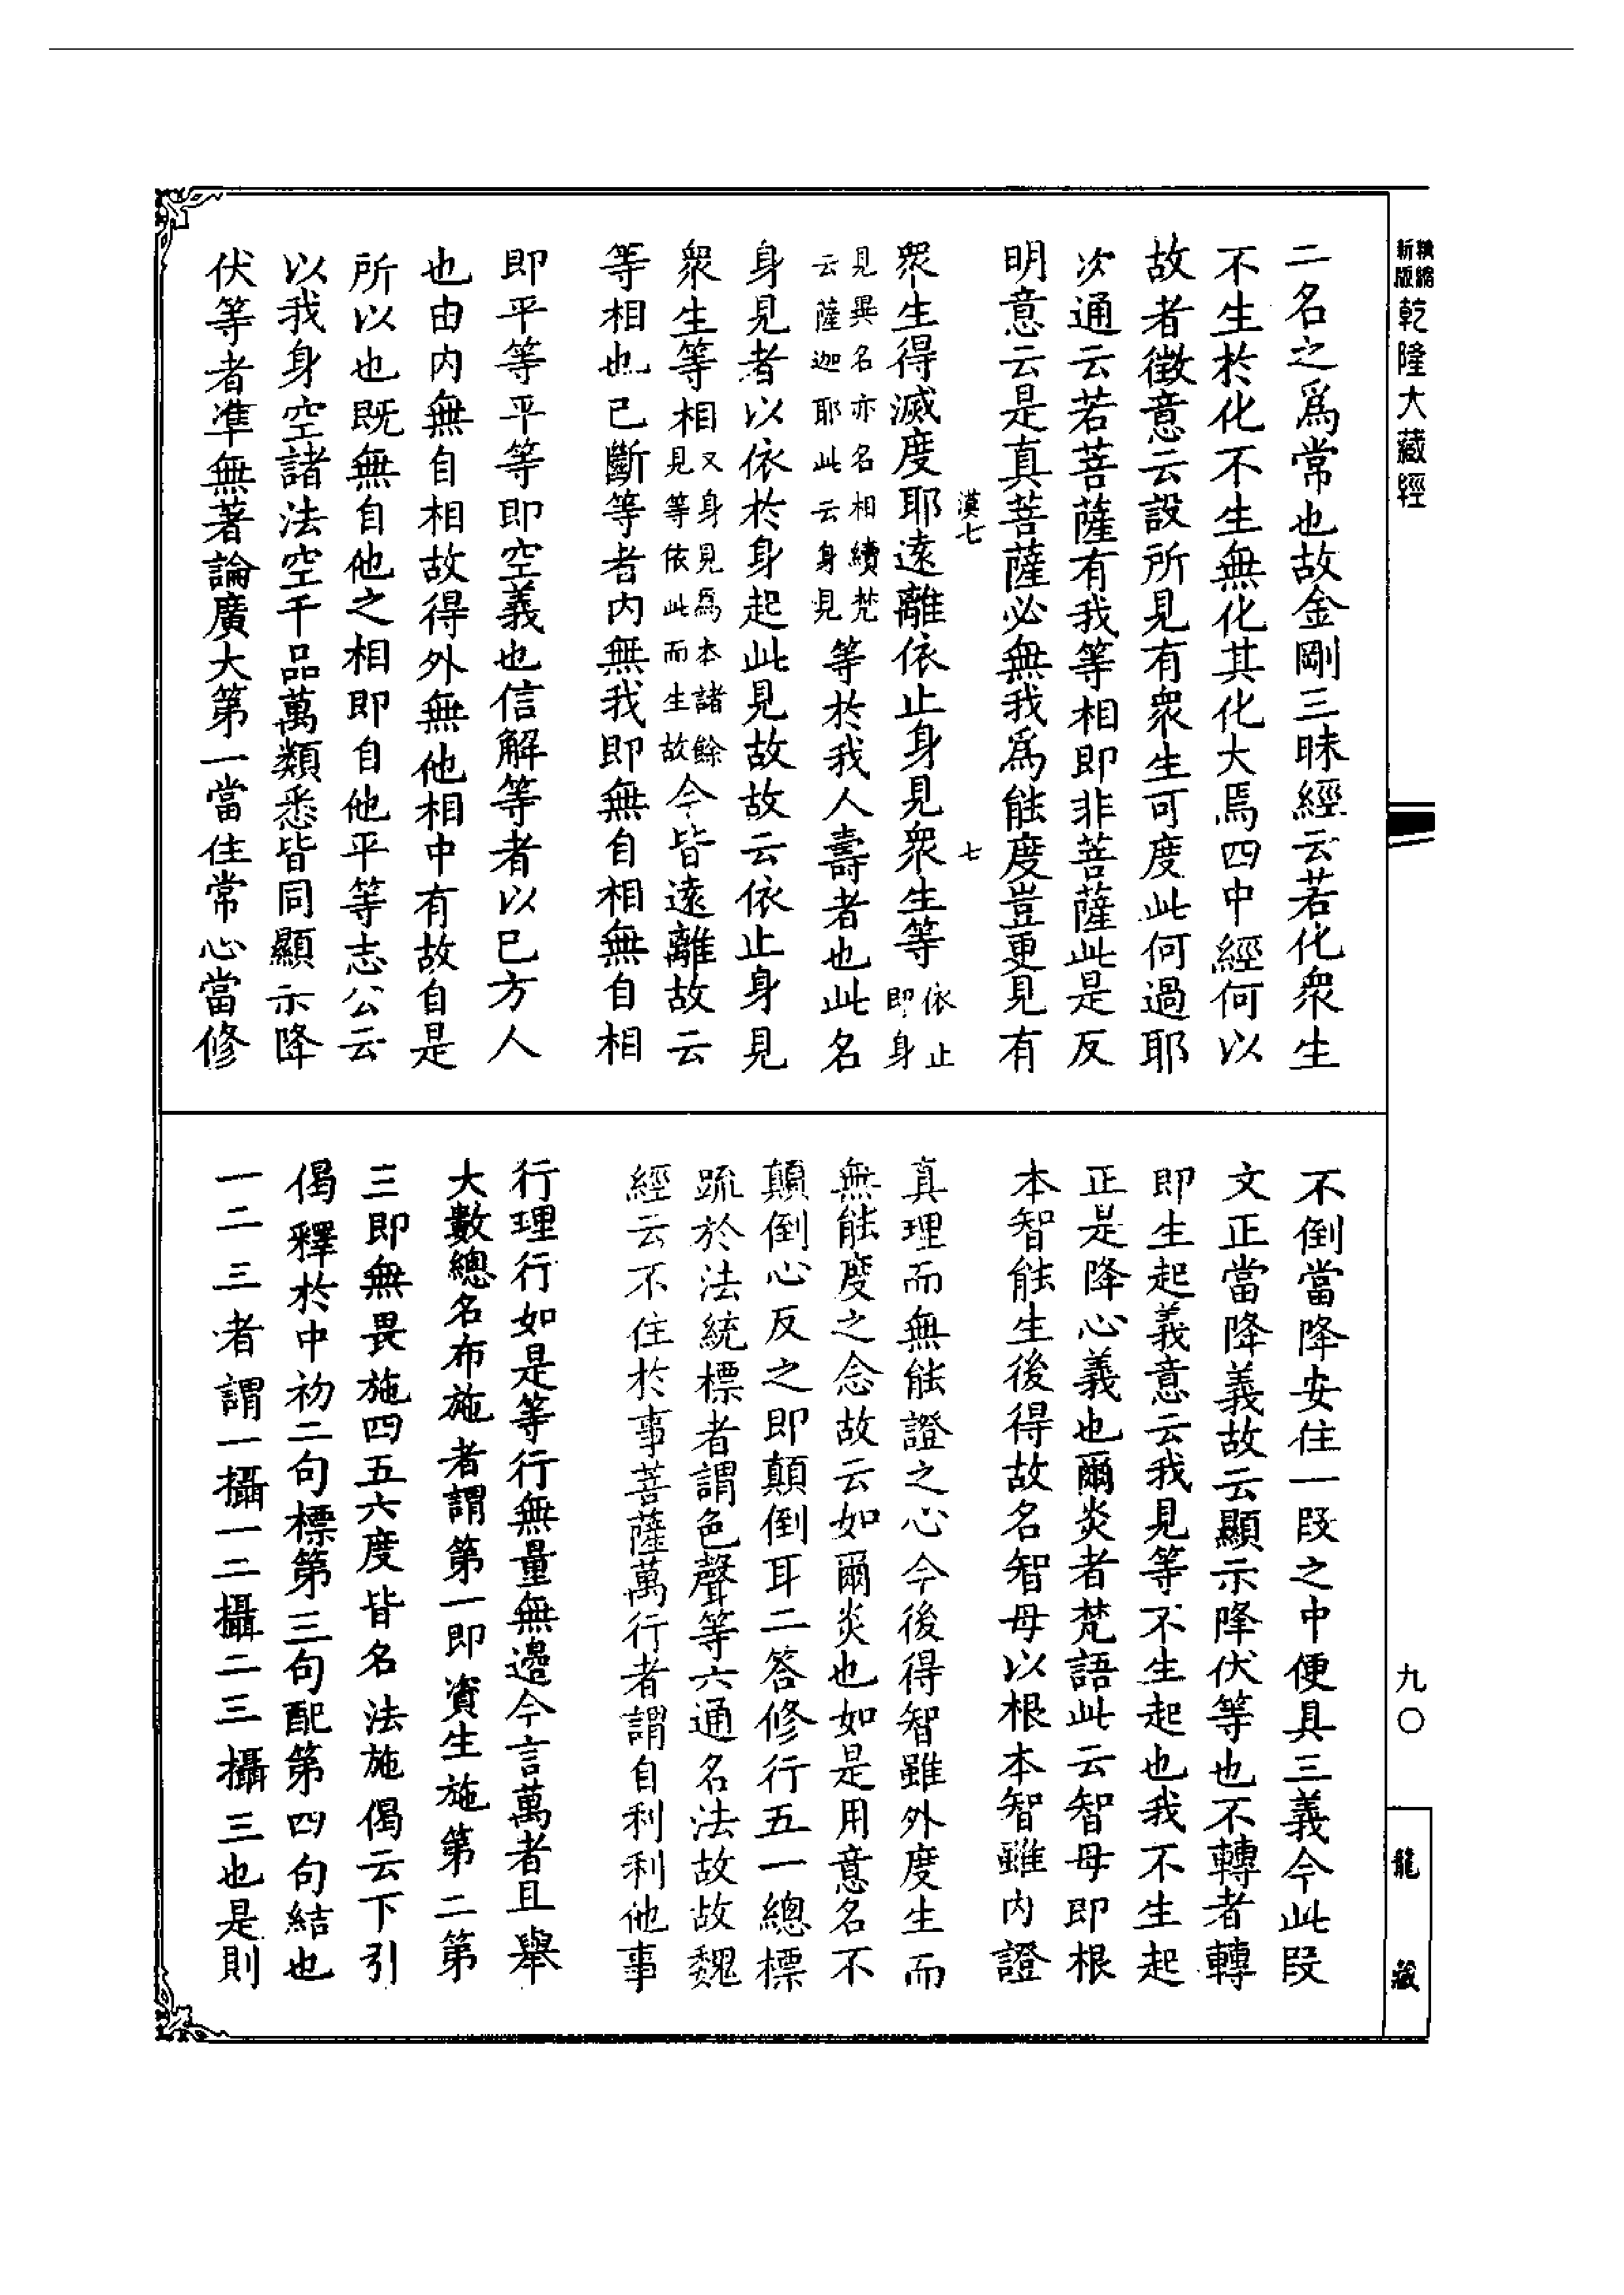 精縮新版乾隆大藏經
二名之爲常也故金剛三昧經云若化衆生
不生於化不生無化其化大焉四中經何以
故者徵意云設所見有衆生可度此何過耶
次通云若菩薩有我等相即非菩薩此是反
明意云是真菩薩必無我爲能度豈更見有
漢七
七
衆生得滅度耶遠離依止身見衆生等依止即身
見異名亦名相續梵云薩迦耶此云身見等於我人壽者也此名
身見者以依於身起此見故故云依止身見
衆生等相又身見爲本諸餘見等依此而生故今皆遠離故云
等相也已斷等者内無我即無自相無自相
即平等平等即空義也信解等者以已方人
也由内無自相故得外無他相中有故自是
所以也既無自他之相即自他平等志公云
以我身空諸法空千品萬類悉皆同顯示降
伏等者準無著論廣大第一當住常心當修
不倒當降安住一段之中便具三義今此段
文正當降義故云顯示降伏等也不轉者轉
即生起義意云我見等不生起也我不生起
正是降心義也爾炎者梵語此云智母即根
本智能生後得故名智母以根本智雖内證
真理而無能證之心今後得智雖外度生而
無能度之念故云如爾炎也如是用意名不
顛倒心反之即顛倒耳二答修行五一總標
䟽於法統標者謂色聲等六通名法故故魏
經云不住於事菩薩萬行者謂自利利他事
行理行如是等行無量無邊今言萬者且舉
大數總名布施者謂第一即資生施第二第
三即無畏施四五六度皆名法施偈云下引
偈釋於中初二句標第三句配第四句結也
一二三者謂一攝一二攝二三攝三也是則
九〇
龍藏